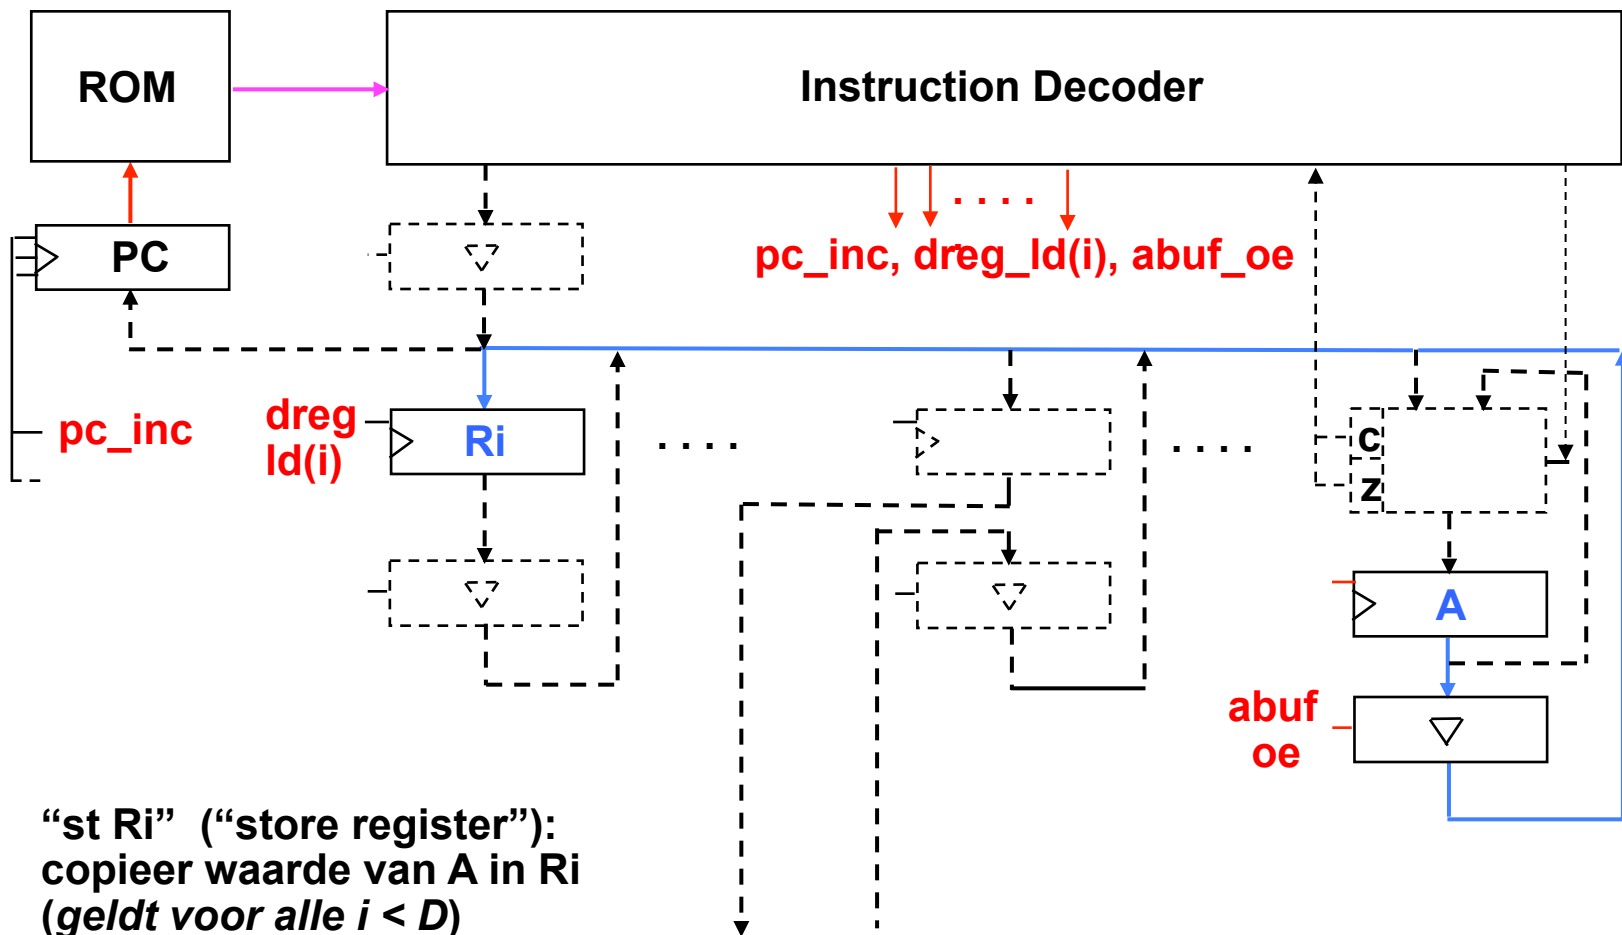 ROM
Instruction Decoder
PC
. . . .
pc_inc, dreg_ld(i), abuf_oe
pc_inc
dreg
ld(i)
Ri
. . . .
. . . .
c
z
A
abuf
oe
“st Ri” (“store register”):
copieer waarde van A in Ri
(geldt voor alle i < D)